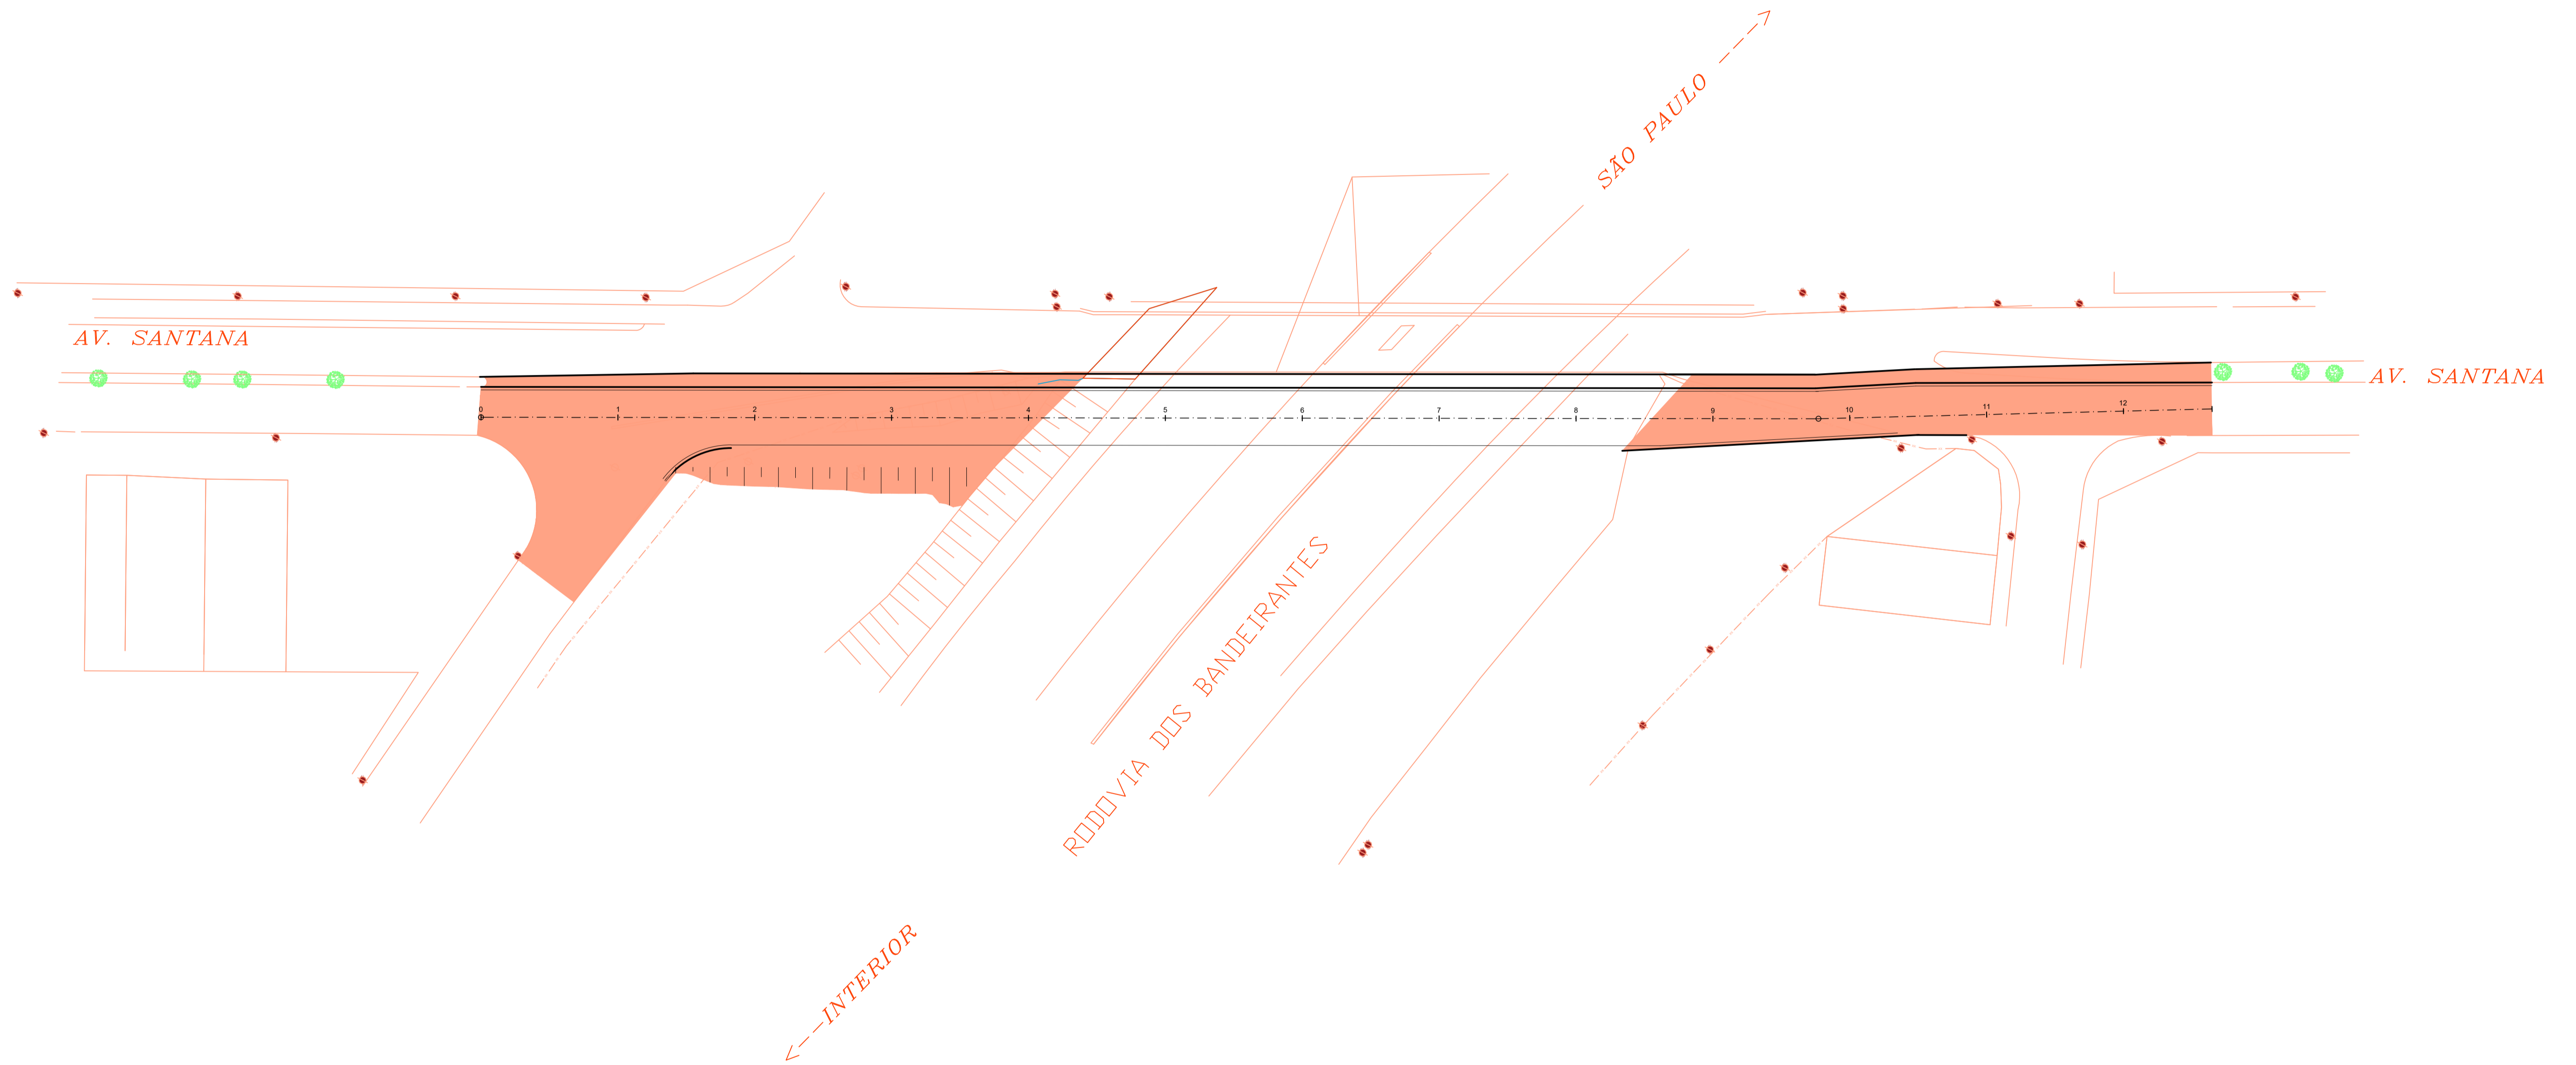 SÃO PAULO
AV. SANTANA
AV. SANTANA
0 1 2 3 4 5 6 7 8 9 10 11 12
RODOVIA DOS BANDEIRANTES
INTERIOR